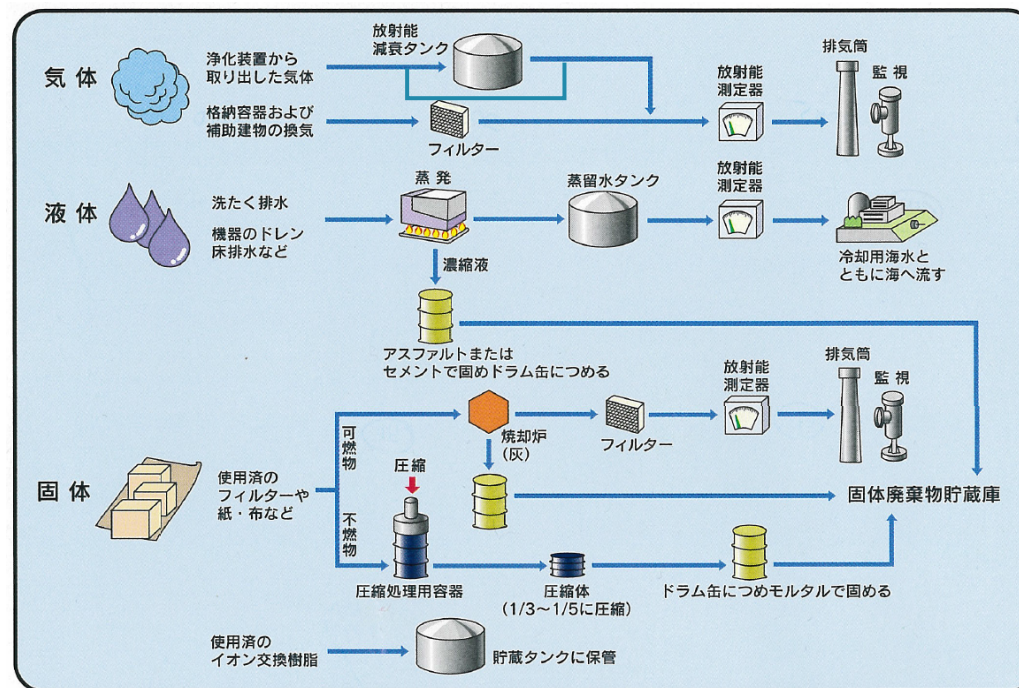 気体
浄化装置から
取り出した気体
放射能
減衰タンク
格納容器および
補助建物の換気
フィルター
放射能
測定器
排気筒
監視
液体
洗たく排水
機器のドレン
床排水など
蒸発
蒸留水タンク
放射能
測定器
冷却用海水と
ともに海へ流す
濃縮液
アスファルトまたは
セメントで固めドラム缶につめる
固体
使用済の
フィルターや
紙・布など
可燃物
焼却炉
(灰)
フィルター
放射能
測定器
排気筒
監視
不燃物
圧縮
圧縮処理用容器
圧縮体
(1/3〜1/5に圧縮)
ドラム缶につめモルタルで固める
固体廃棄物貯蔵庫
使用済の
イオン交換樹脂
貯蔵タンクに保管